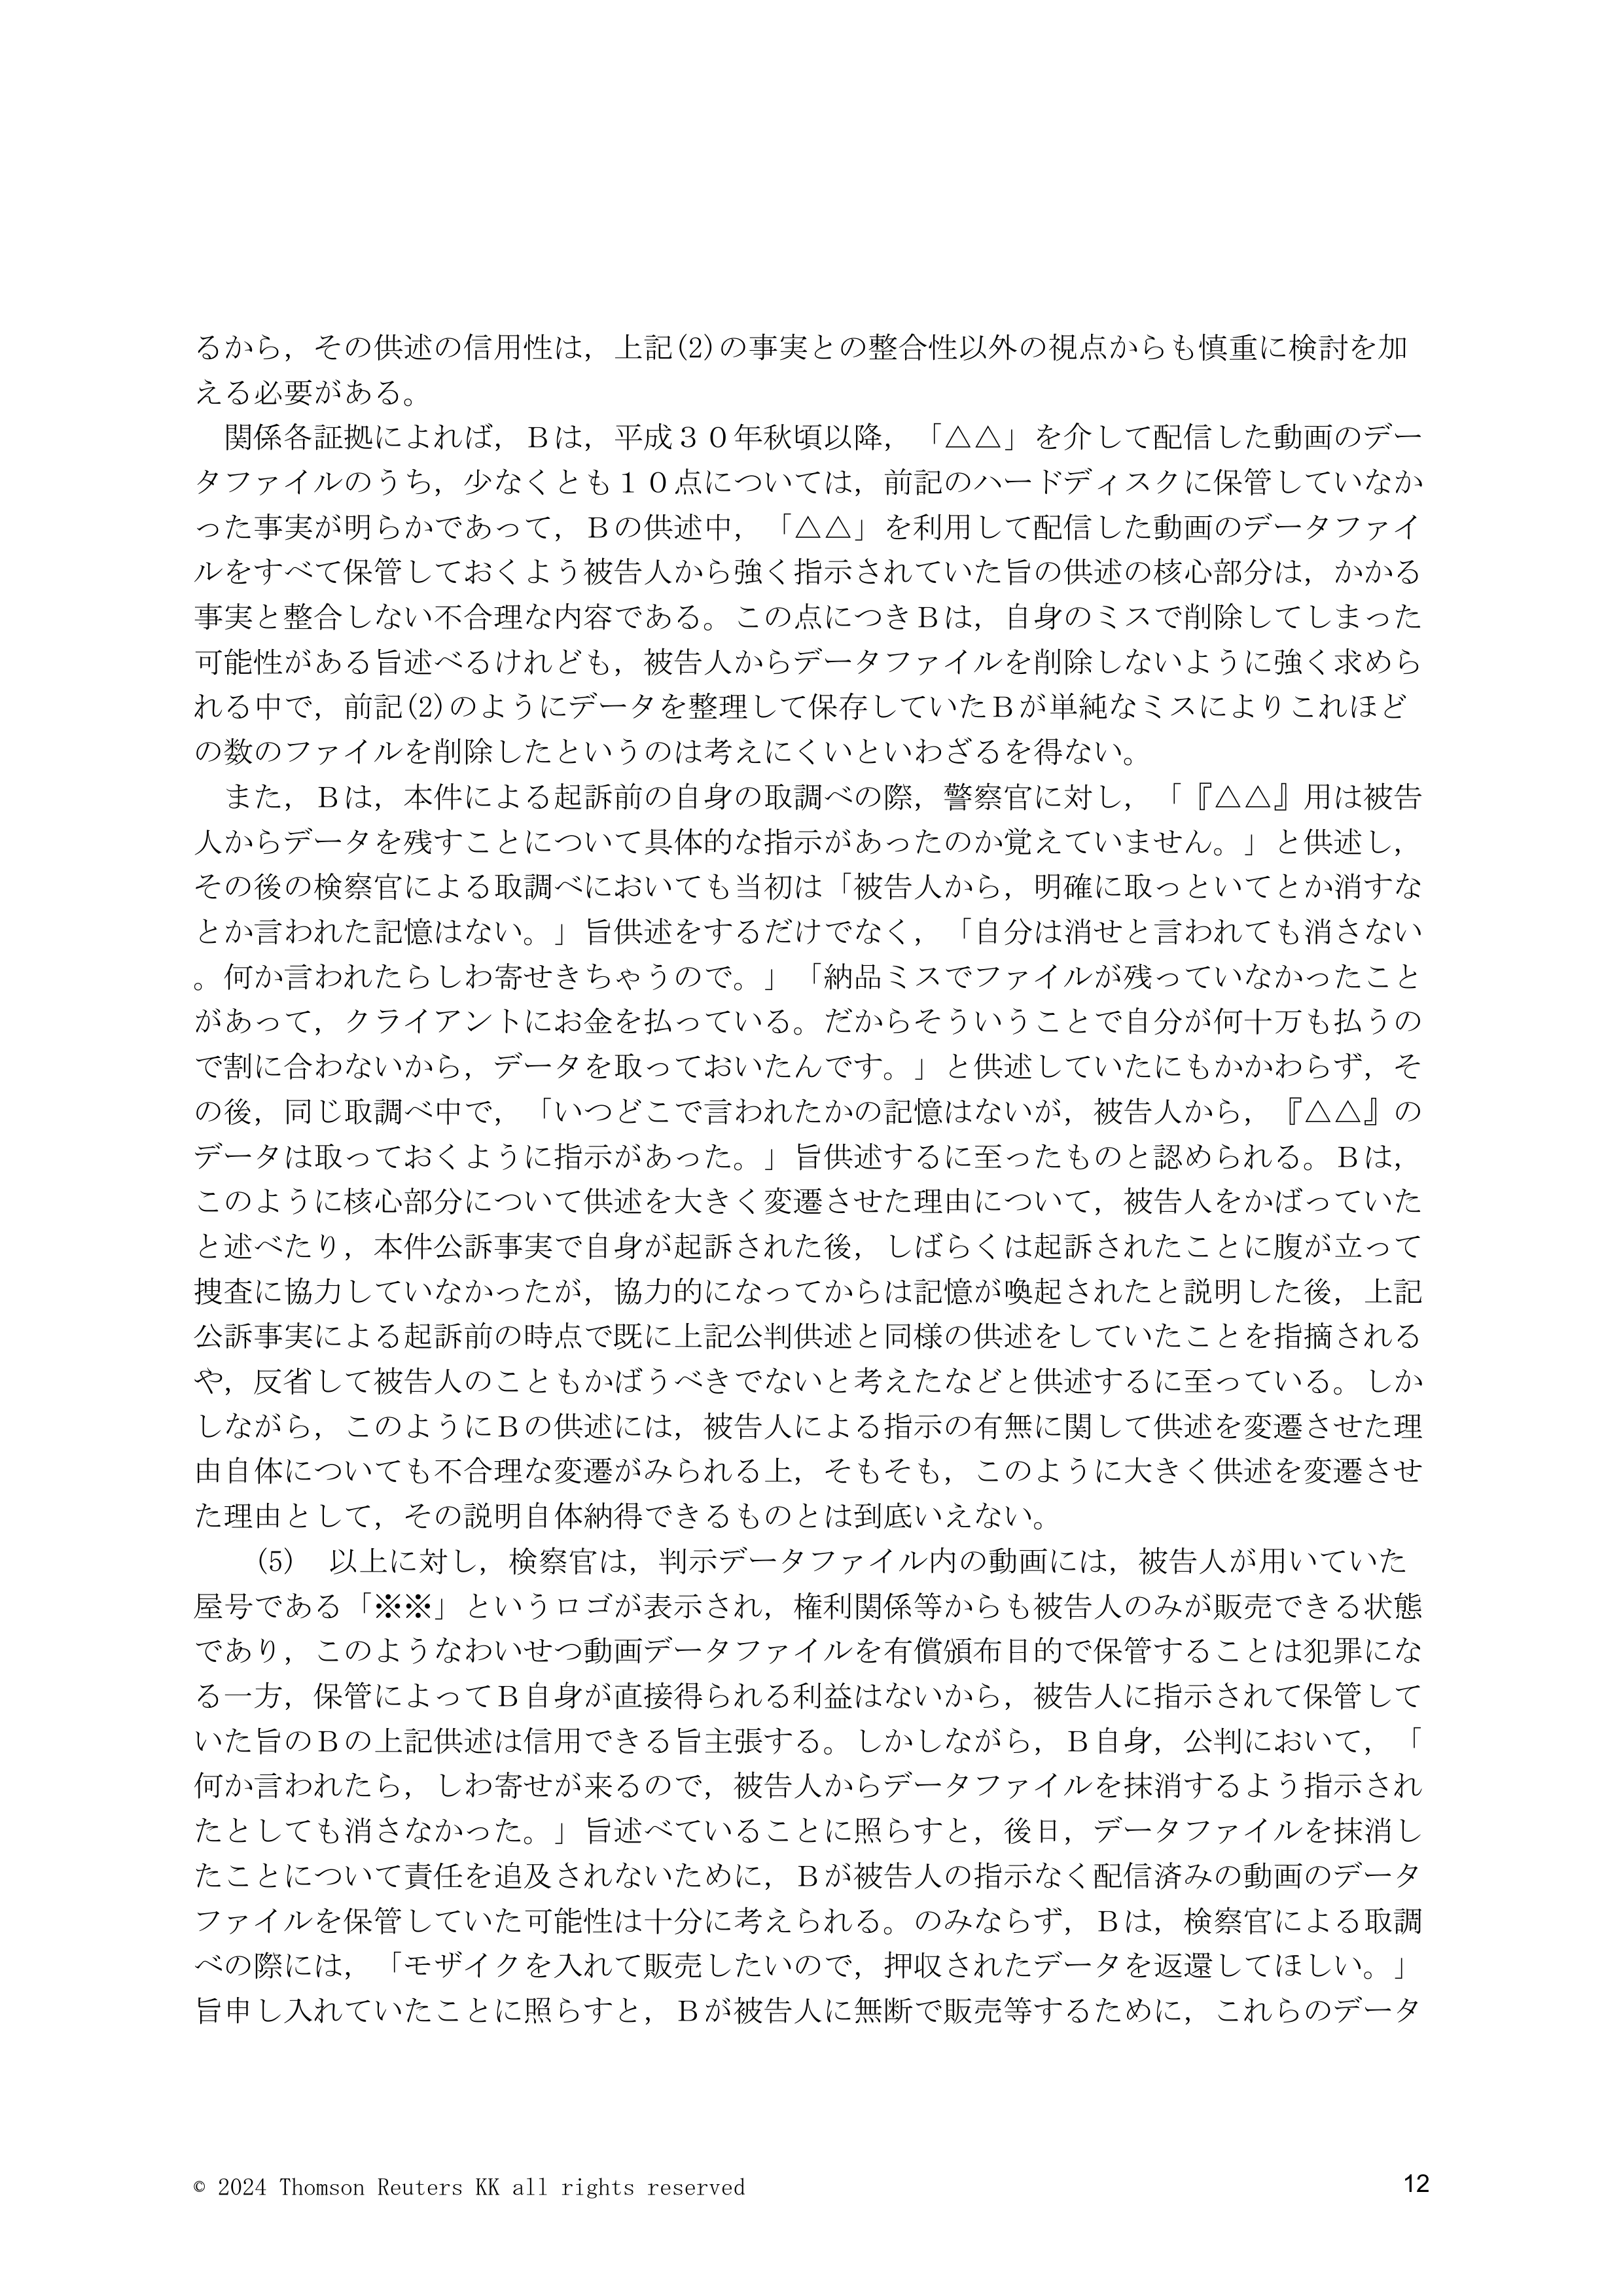 るから，その供述の信用性は，上記(2)の事実との整合性以外の視点からも慎重に検討を加
える必要がある。
　関係各証拠によれば，Ｂは，平成３０年秋頃以降，「△△」を介して配信した動画のデー
タファイルのうち，少なくとも１０点については，前記のハードディスクに保管していなか
った事実が明らかであって，Ｂの供述中，「△△」を利用して配信した動画のデータファイ
ルをすべて保管しておくよう被告人から強く指示されていた旨の供述の核心部分は，かかる
事実と整合しない不合理な内容である。この点につきＢは，自身のミスで削除してしまった
可能性がある旨述べるけれども，被告人からデータファイルを削除しないように強く求めら
れる中で，前記(2)のようにデータを整理して保存していたＢが単純なミスによりこれほど
の数のファイルを削除したというのは考えにくいといわざるを得ない。
　また，Ｂは，本件による起訴前の自身の取調べの際，警察官に対し，「『△△』用は被告
人からデータを残すことについて具体的な指示があったのか覚えていません。」と供述し，
その後の検察官による取調べにおいても当初は「被告人から，明確に取っといてとか消すな
とか言われた記憶はない。」旨供述をするだけでなく，「自分は消せと言われても消さない
。何か言われたらしわ寄せきちゃうので。」「納品ミスでファイルが残っていなかったこと
があって，クライアントにお金を払っている。だからそういうことで自分が何十万も払うの
で割に合わないから，データを取っておいたんです。」と供述していたにもかかわらず，そ
の後，同じ取調べ中で，「いつどこで言われたかの記憶はないが，被告人から，『△△』の
データは取っておくように指示があった。」旨供述するに至ったものと認められる。Ｂは，
このように核心部分について供述を大きく変遷させた理由について，被告人をかばっていた
と述べたり，本件公訴事実で自身が起訴された後，しばらくは起訴されたことに腹が立って
捜査に協力していなかったが，協力的になってからは記憶が喚起されたと説明した後，上記
公訴事実による起訴前の時点で既に上記公判供述と同様の供述をしていたことを指摘される
や，反省して被告人のこともかばうべきでないと考えたなどと供述するに至っている。しか
しながら，このようにＢの供述には，被告人による指示の有無に関して供述を変遷させた理
由自体についても不合理な変遷がみられる上，そもそも，このように大きく供述を変遷させ
た理由として，その説明自体納得できるものとは到底いえない。
　　(5)　以上に対し，検察官は，判示データファイル内の動画には，被告人が用いていた
屋号である「※※」というロゴが表示され，権利関係等からも被告人のみが販売できる状態
であり，このようなわいせつ動画データファイルを有償頒布目的で保管することは犯罪にな
る一方，保管によってＢ自身が直接得られる利益はないから，被告人に指示されて保管して
いた旨のＢの上記供述は信用できる旨主張する。しかしながら，Ｂ自身，公判において，「
何か言われたら，しわ寄せが来るので，被告人からデータファイルを抹消するよう指示され
たとしても消さなかった。」旨述べていることに照らすと，後日，データファイルを抹消し
たことについて責任を追及されないために，Ｂが被告人の指示なく配信済みの動画のデータ
ファイルを保管していた可能性は十分に考えられる。のみならず，Ｂは，検察官による取調
べの際には，「モザイクを入れて販売したいので，押収されたデータを返還してほしい。」
旨申し入れていたことに照らすと，Ｂが被告人に無断で販売等するために，これらのデータ
© 2024 Thomson Reuters KK all rights reserved
12